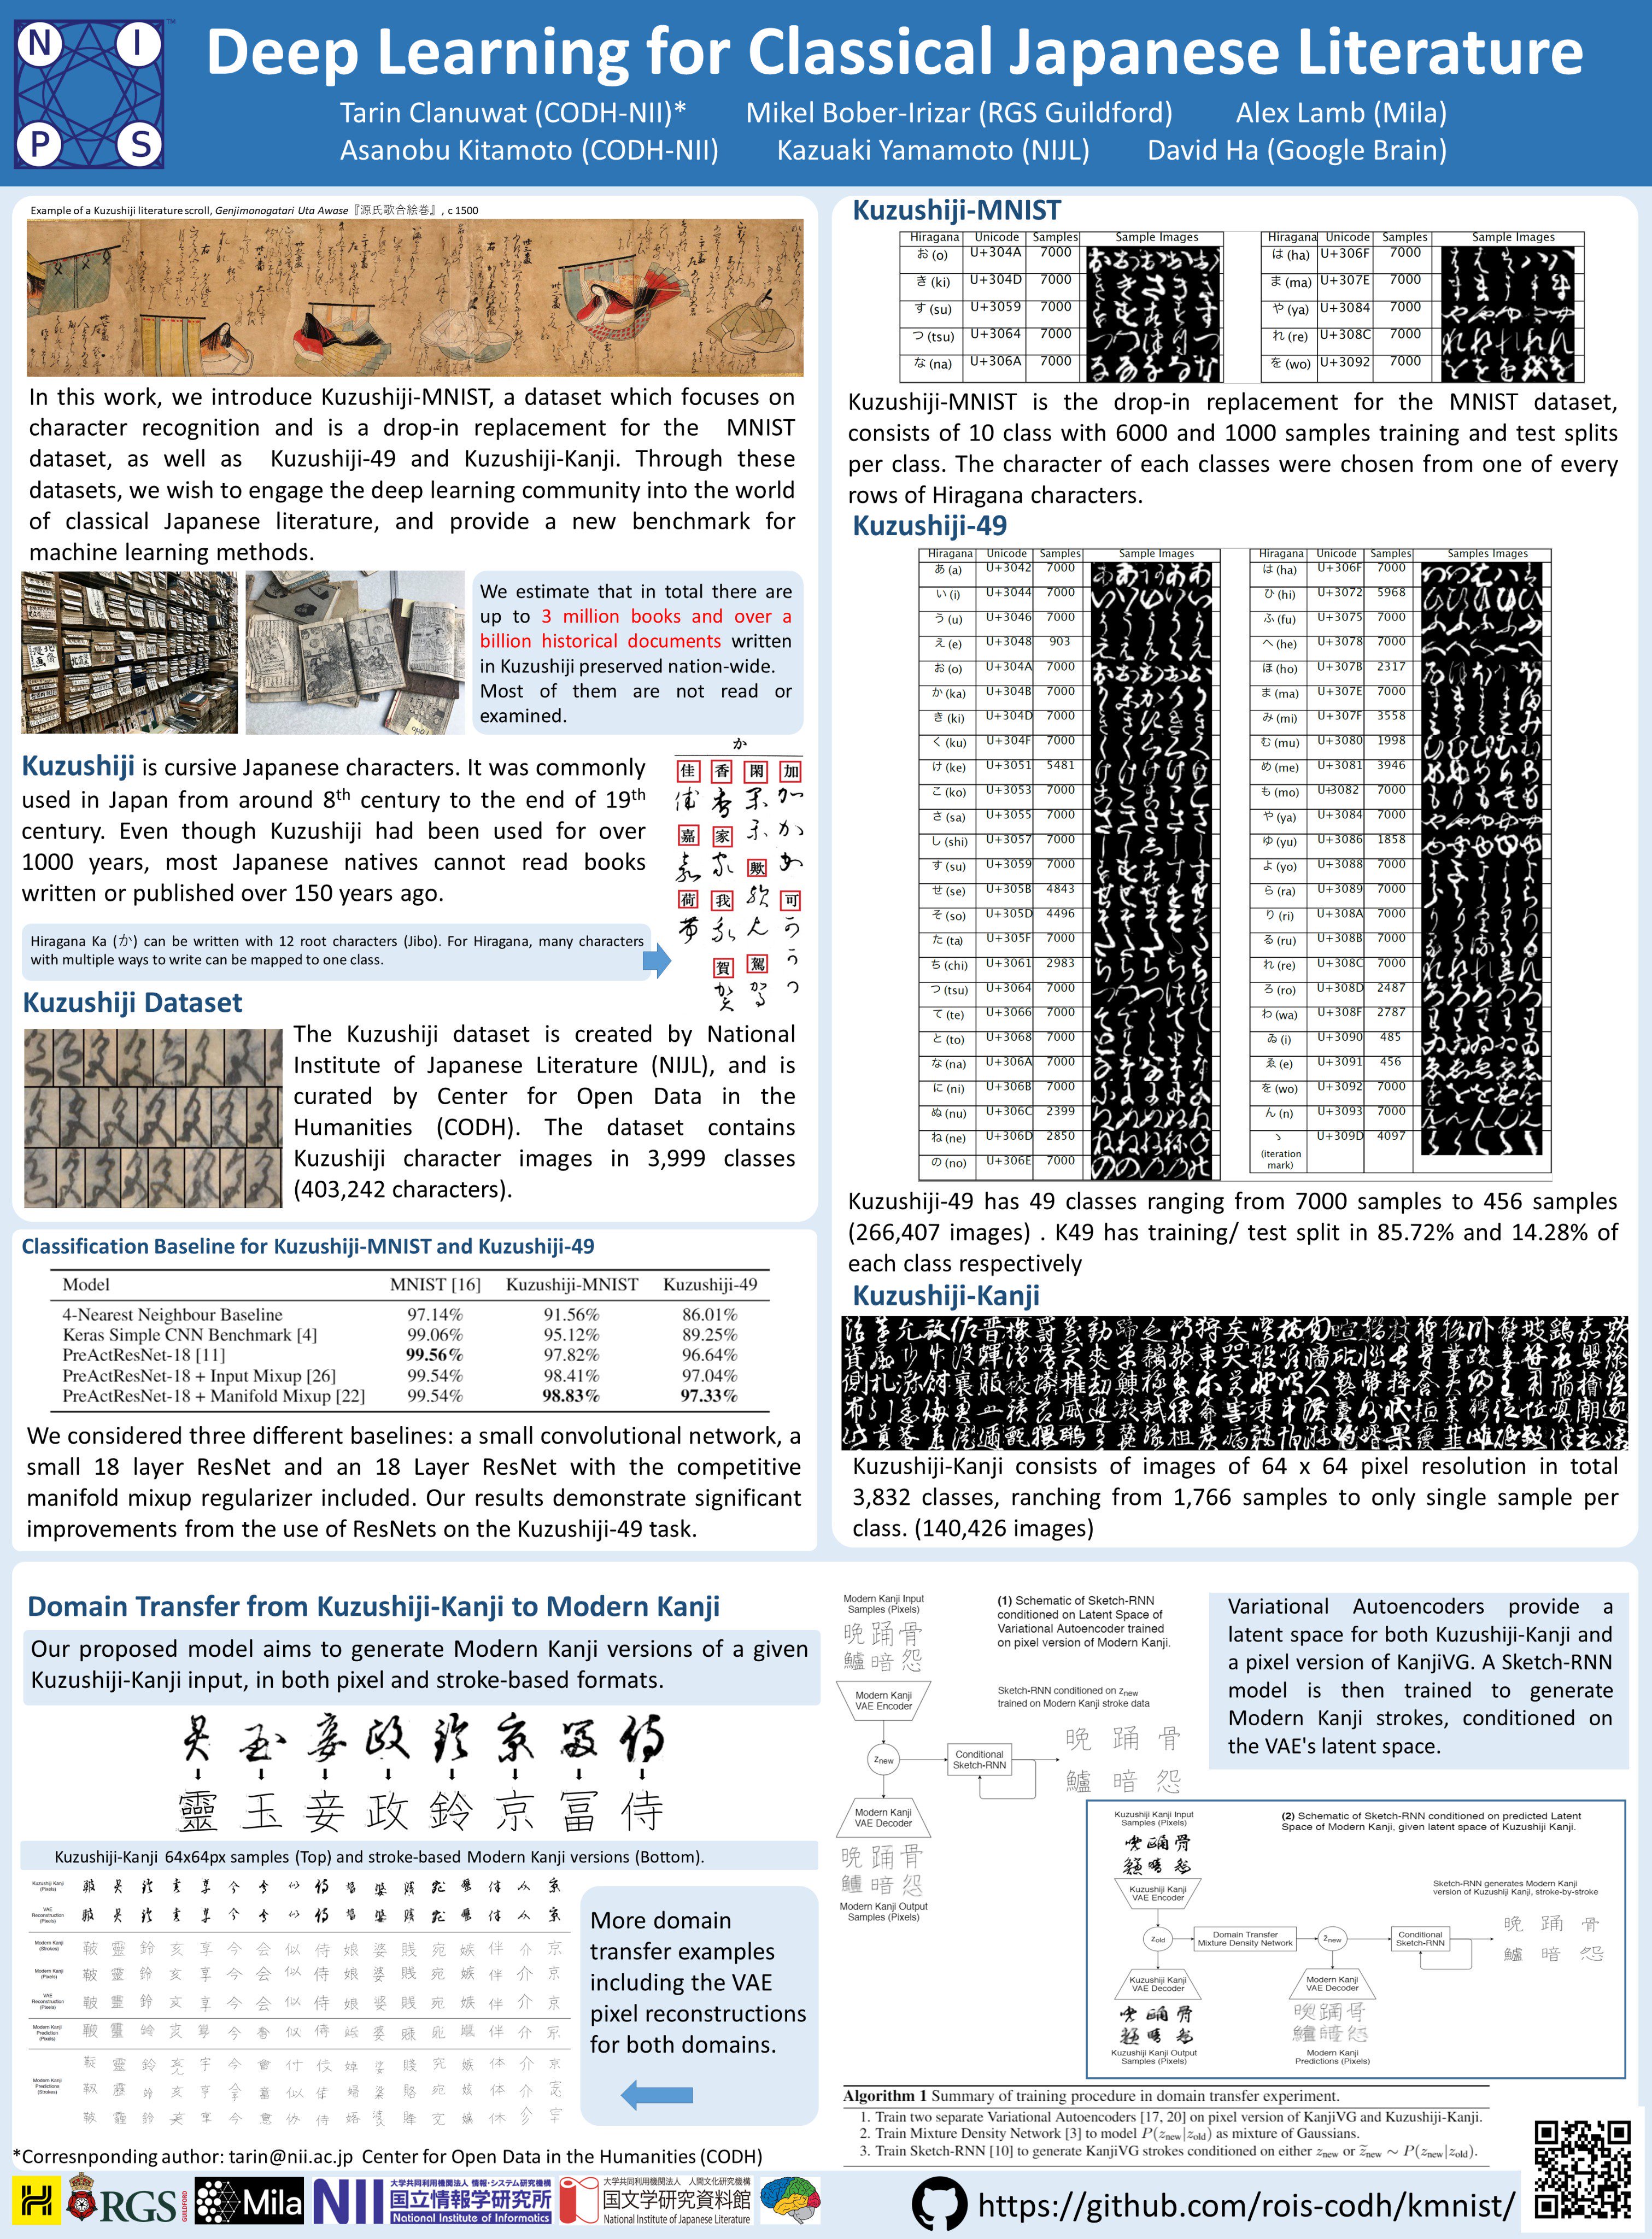 N I
P S
Deep Learning for Classical Japanese Literature
Tarin Clanuwat (CODH-NII)* Mikel Bober-Irizar (RGS Guildford) Alex Lamb (Mila)
Asanobu Kitamoto (CODH-NII) Kazuaki Yamamoto (NIJL) David Ha (Google Brain)
Example of a Kuzushiji literature scroll, Genjimonogatari Uta Awase『源氏歌合絵巻』, c 1500
In this work, we introduce Kuzushiji-MNIST, a dataset which focuses on
character recognition and is a drop-in replacement for the MNIST
dataset, as well as Kuzushiji-49 and Kuzushiji-Kanji. Through these
datasets, we wish to engage the deep learning community into the world
of classical Japanese literature, and provide a new benchmark for
machine learning methods.
We estimate that in total there are
up to 3 million books and over a
billion historical documents written
in Kuzushiji preserved nation-wide.
Most of them are not read or
examined.
Kuzushiji is cursive Japanese characters. It was commonly
used in Japan from around 8th century to the end of 19th
century. Even though Kuzushiji had been used for over
1000 years, most Japanese natives cannot read books
written or published over 150 years ago.
か
佳 香 閑 加
嘉 家 歟
荷 我 可
賀 駕
Hiragana Ka (か) can be written with 12 root characters (Jibo). For Hiragana, many characters
with multiple ways to write can be mapped to one class.
Kuzushiji Dataset
The Kuzushiji dataset is created by National
Institute of Japanese Literature (NIJL), and is
curated by Center for Open Data in the
Humanities (CODH). The dataset contains
Kuzushiji character images in 3,999 classes
(403,242 characters).
Classification Baseline for Kuzushiji-MNIST and Kuzushiji-49
Model MNIST [16] Kuzushiji-MNIST Kuzushiji-49
4-Nearest Neighbour Baseline 97.14% 91.56% 86.01%
Keras Simple CNN Benchmark [4] 99.06% 95.12% 89.25%
PreActResNet-18 [11] 99.56% 97.82% 96.64%
PreActResNet-18 + Input Mixup [26] 99.54% 98.41% 97.04%
PreActResNet-18 + Manifold Mixup [22] 99.54% 98.83% 97.33%
We considered three different baselines: a small convolutional network, a
small 18 layer ResNet and an 18 Layer ResNet with the competitive
manifold mixup regularizer included. Our results demonstrate significant
improvements from the use of ResNets on the Kuzushiji-49 task.
Kuzushiji-MNIST
Hiragana Unicode Samples Sample Images
お (o) U+304A 7000
き (ki) U+304D 7000
す (su) U+3059 7000
つ (tsu) U+3064 7000
な (na) U+306A 7000
Hiragana Unicode Samples Sample Images
は (ha) U+306F 7000
ま (ma) U+307E 7000
や (ya) U+3084 7000
れ (re) U+308C 7000
を (wo) U+3092 7000
Kuzushiji-MNIST is the drop-in replacement for the MNIST dataset,
consists of 10 class with 6000 and 1000 samples training and test splits
per class. The character of each classes were chosen from one of every
rows of Hiragana characters.
Kuzushiji-49
Hiragana Unicode Samples Sample Images
あ (a) U+3042 7000
い (i) U+3044 7000
う (u) U+3046 7000
え (e) U+3048 903
お (o) U+304A 7000
か (ka) U+304B 7000
き (ki) U+304D 7000
く (ku) U+304F 7000
け (ke) U+3051 5481
こ (ko) U+3053 7000
さ (sa) U+3055 7000
し (shi) U+3057 7000
す (su) U+3059 7000
せ (se) U+305B 4843
そ (so) U+305D 4496
た (ta) U+305F 7000
ち (chi) U+3061 2983
つ (tsu) U+3064 7000
て (te) U+3066 7000
と (to) U+3068 7000
な (na) U+306A 7000
に (ni) U+306B 7000
ぬ (nu) U+306C 2399
ね (ne) U+306D 2850
の (no) U+306E 7000
Hiragana Unicode Samples Samples Images
は (ha) U+306F 7000
ひ (hi) U+3072 5968
ふ (fu) U+3075 7000
へ (he) U+3078 7000
ほ (ho) U+307B 2317
ま (ma) U+307E 7000
み (mi) U+307F 3558
む (mu) U+3080 1998
め (me) U+3081 3946
も (mo) U+3082 7000
や (ya) U+3084 7000
ゆ (yu) U+3086 1858
よ (yo) U+3088 7000
ら (ra) U+3089 7000
り (ri) U+308A 7000
る (ru) U+308B 7000
れ (re) U+308C 7000
ろ (ro) U+308D 2487
わ (wa) U+308F 2787
ゐ (i) U+3090 485
ゑ (e) U+3091 456
を (wo) U+3092 7000
ん (n) U+3093 7000
ゝ U+309D 4097
(iteration
mark)
Kuzushiji-49 has 49 classes ranging from 7000 samples to 456 samples
(266,407 images) . K49 has training/ test split in 85.72% and 14.28% of
each class respectively
Kuzushiji-Kanji
Kuzushiji-Kanji consists of images of 64 x 64 pixel resolution in total
3,832 classes, ranching from 1,766 samples to only single sample per
class. (140,426 images)
Domain Transfer from Kuzushiji-Kanji to Modern Kanji
Our proposed model aims to generate Modern Kanji versions of a given
Kuzushiji-Kanji input, in both pixel and stroke-based formats.
靈 玉 妾 政 鈴 京 冨 侍
Kuzushiji-Kanji 64x64px samples (Top) and stroke-based Modern Kanji versions (Bottom).
Kuzushiji Kanji
(Pixels)
VAE
Reconstruction
(Pixels)
Modern Kanji
(Strokes)
鞍 靈 鈴 亥 享 今 会 似 侍 娘 婆 賎 宛 嫉 伴 介 京
Modern Kanji
(Pixels)
VAE
Reconstruction
(Pixels)
Modern Kanji
Prediction
(Pixels)
Modern Kanji
Predictions
(Strokes)
More domain
transfer examples
including the VAE
pixel reconstructions
for both domains.
Modern Kanji Input
Samples (Pixels)
晩 踊 骨
鱸 暗 怨
Modern Kanji
VAE Encoder
znew
Conditional
Sketch-RNN
Modern Kanji
VAE Decoder
晩 踊 骨
鱸 暗 怨
Modern Kanji Output
Samples (Pixels)
(1) Schematic of Sketch-RNN
conditioned on Latent Space of
Variational Autoencoder trained
on pixel version of Modern Kanji.
Sketch-RNN conditioned on znew
trained on Modern Kanji stroke data
晩 踊 骨
鱸 暗 怨
Variational Autoencoders provide a
latent space for both Kuzushiji-Kanji and
a pixel version of KanjiVG. A Sketch-RNN
model is then trained to generate
Modern Kanji strokes, conditioned on
the VAE's latent space.
Kuzushiji Kanji Input
Samples (Pixels)
(2) Schematic of Sketch-RNN conditioned on predicted Latent
Space of Modern Kanji, given latent space of Kuzushiji Kanji.
Kuzushiji Kanji
VAE Encoder
Sketch-RNN generates Modern Kanji
version of Kuzushiji Kanji, stroke-by-stroke
zold
Domain Transfer
Mixture Density Network
z̃new
Conditional
Sketch-RNN
晩 踊 骨
鱸 暗 怨
Kuzushiji Kanji
VAE Decoder
Modern Kanji
VAE Decoder
Kuzushiji Kanji Output
Samples (Pixels)
Modern Kanji
Predictions (Pixels)
Algorithm 1 Summary of training procedure in domain transfer experiment.
1. Train two separate Variational Autoencoders [17, 20] on pixel version of KanjiVG and Kuzushiji-Kanji.
2. Train Mixture Density Network [3] to model P(znew|zold) as mixture of Gaussians.
3. Train Sketch-RNN [10] to generate KanjiVG strokes conditioned on either znew or z̃new ∼ P(znew|zold).
*Corresnponding author: tarin@nii.ac.jp Center for Open Data in the Humanities (CODH)
RGS GUILDFORD
Mila
NII
大学共同利用機関法人 情報・システム研究機構
国立情報学研究所
National Institute of Informatics
大学共同利用機関法人 人間文化研究機構
国文学研究資料館
National Institute of Japanese Literature
https://github.com/rois-codh/kmnist/